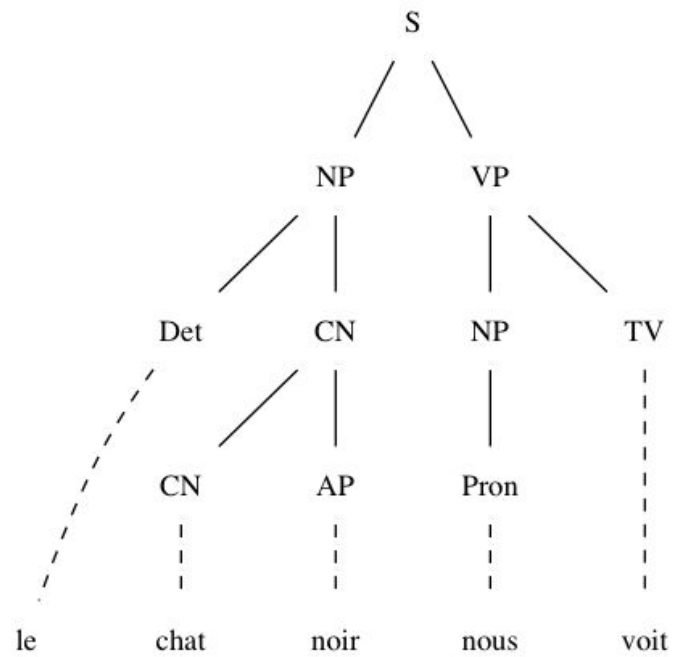 S
NP VP
Det CN NP TV
CN AP Pron
le chat noir nous voit